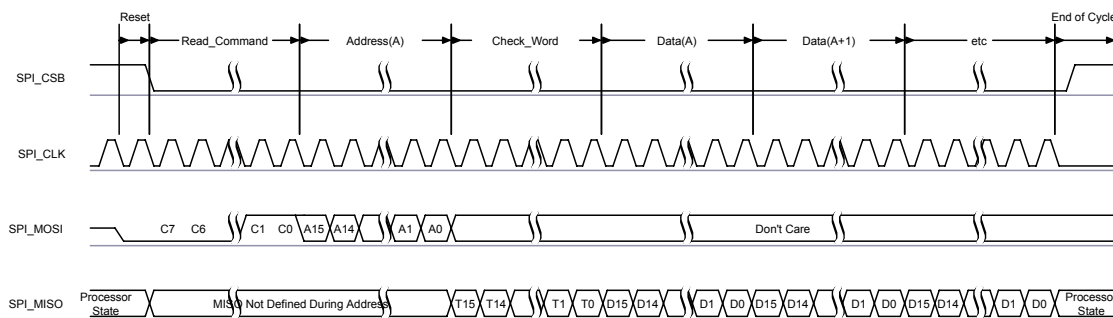 Reset
End of Cycle
Read_Command Address(A) Check_Word Data(A) Data(A+1) etc
SPI_CSB
SPI_CLK
SPI_MOSI C7 C6 C1 C0 A15 A14 A1 A0 Don't Care
SPI_MISO Processor State MISO Not Defined During Address T15 T14 T1 T0 D15 D14 D1 D0 D15 D14 D1 D0 D15 D14 D1 D0 Processor State